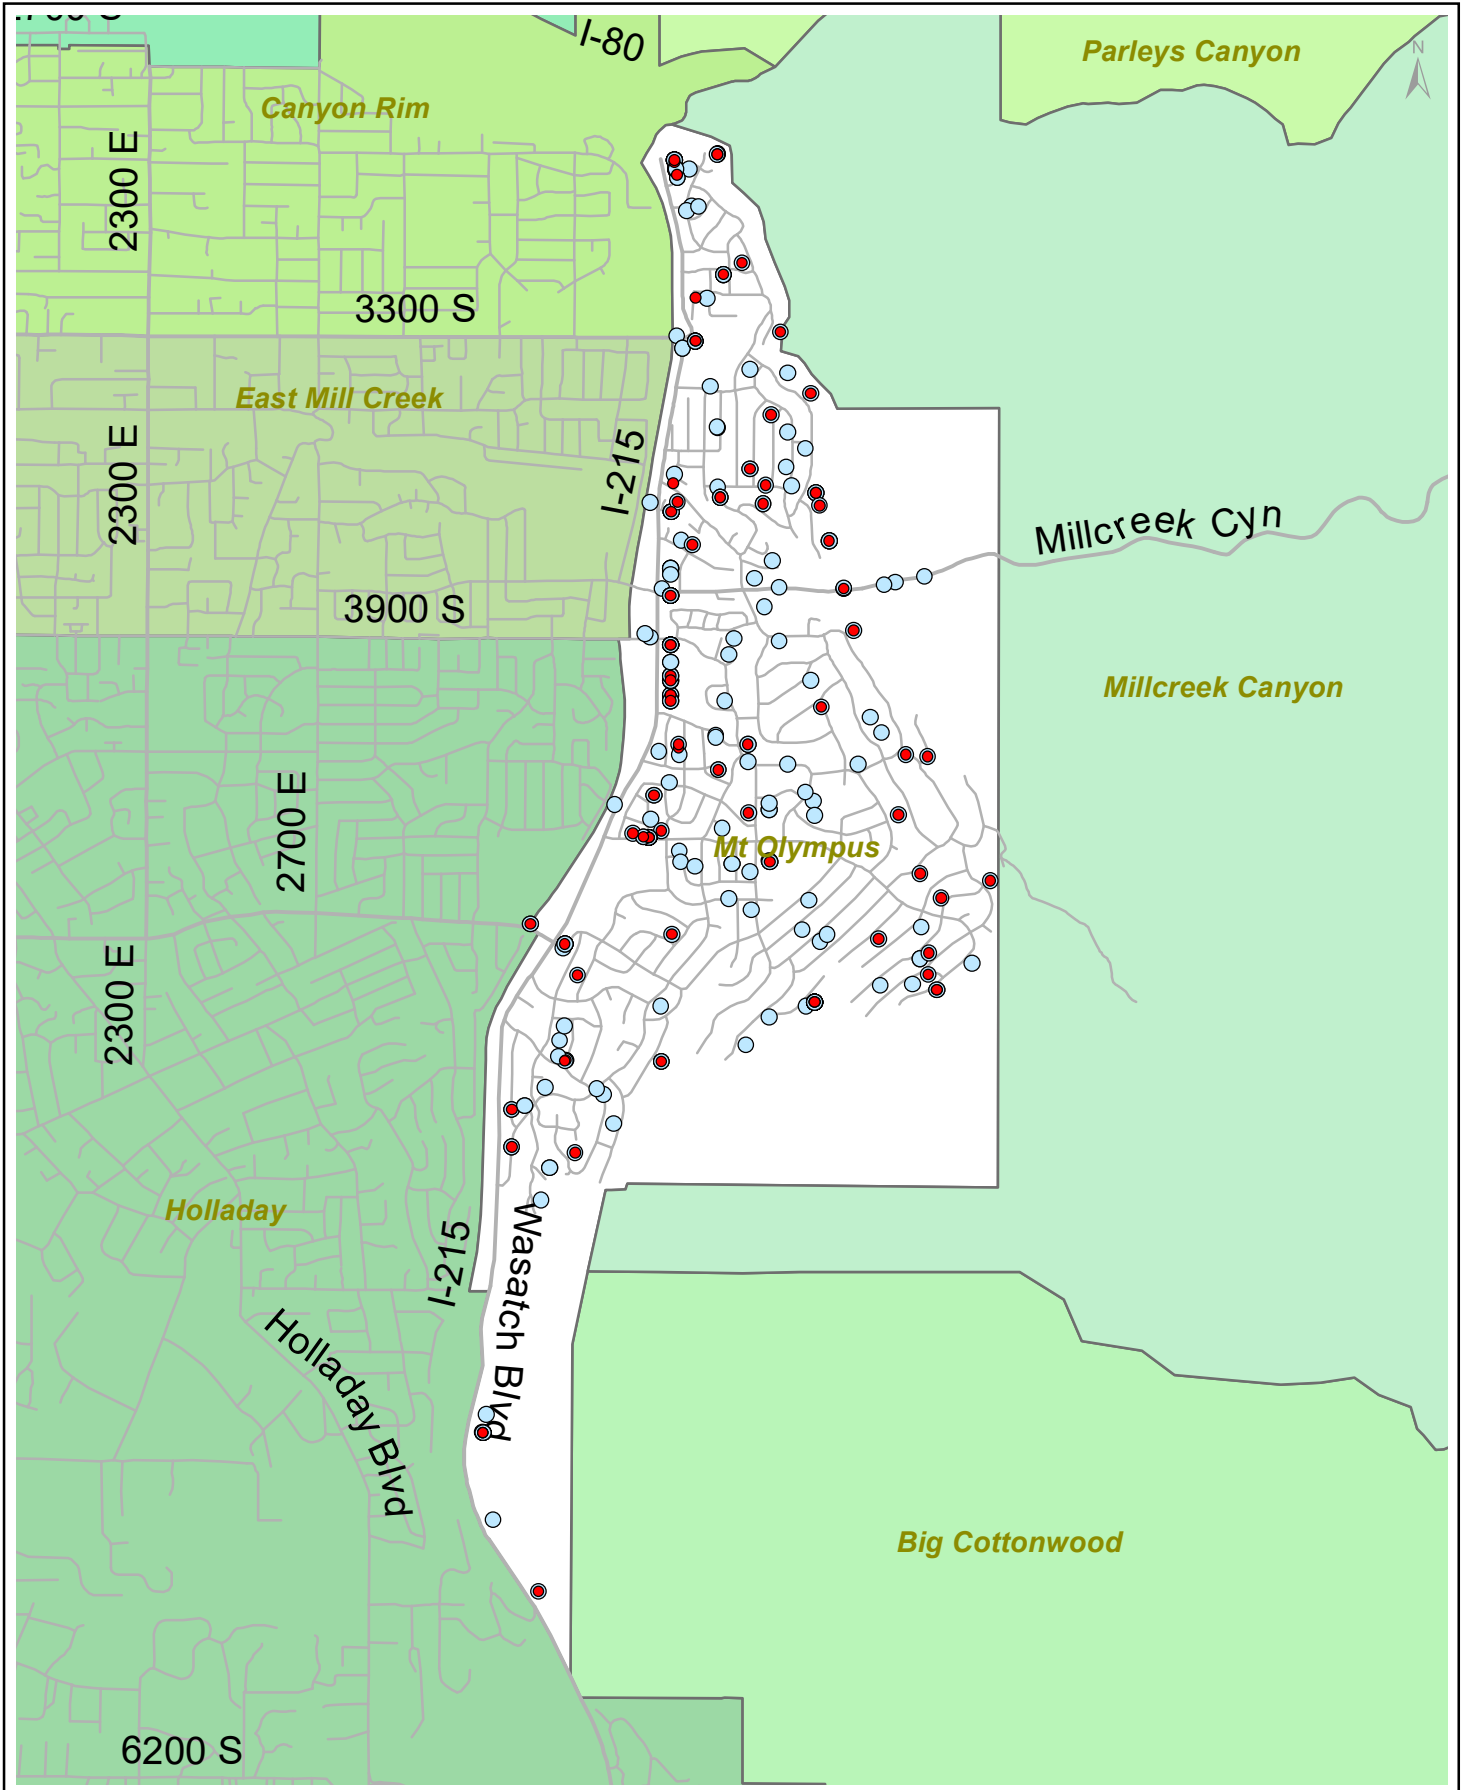 I-80
Parleys Canyon
N
Canyon Rim
2300 E
3300 S
East Mill Creek
2300 E
I-215
Millcreek Cyn
3900 S
Millcreek Canyon
2700 E
Mt Olympus
2300 E
Holladay
I-215
Wasatch Blvd
Holladay Blvd
Big Cottonwood
6200 S